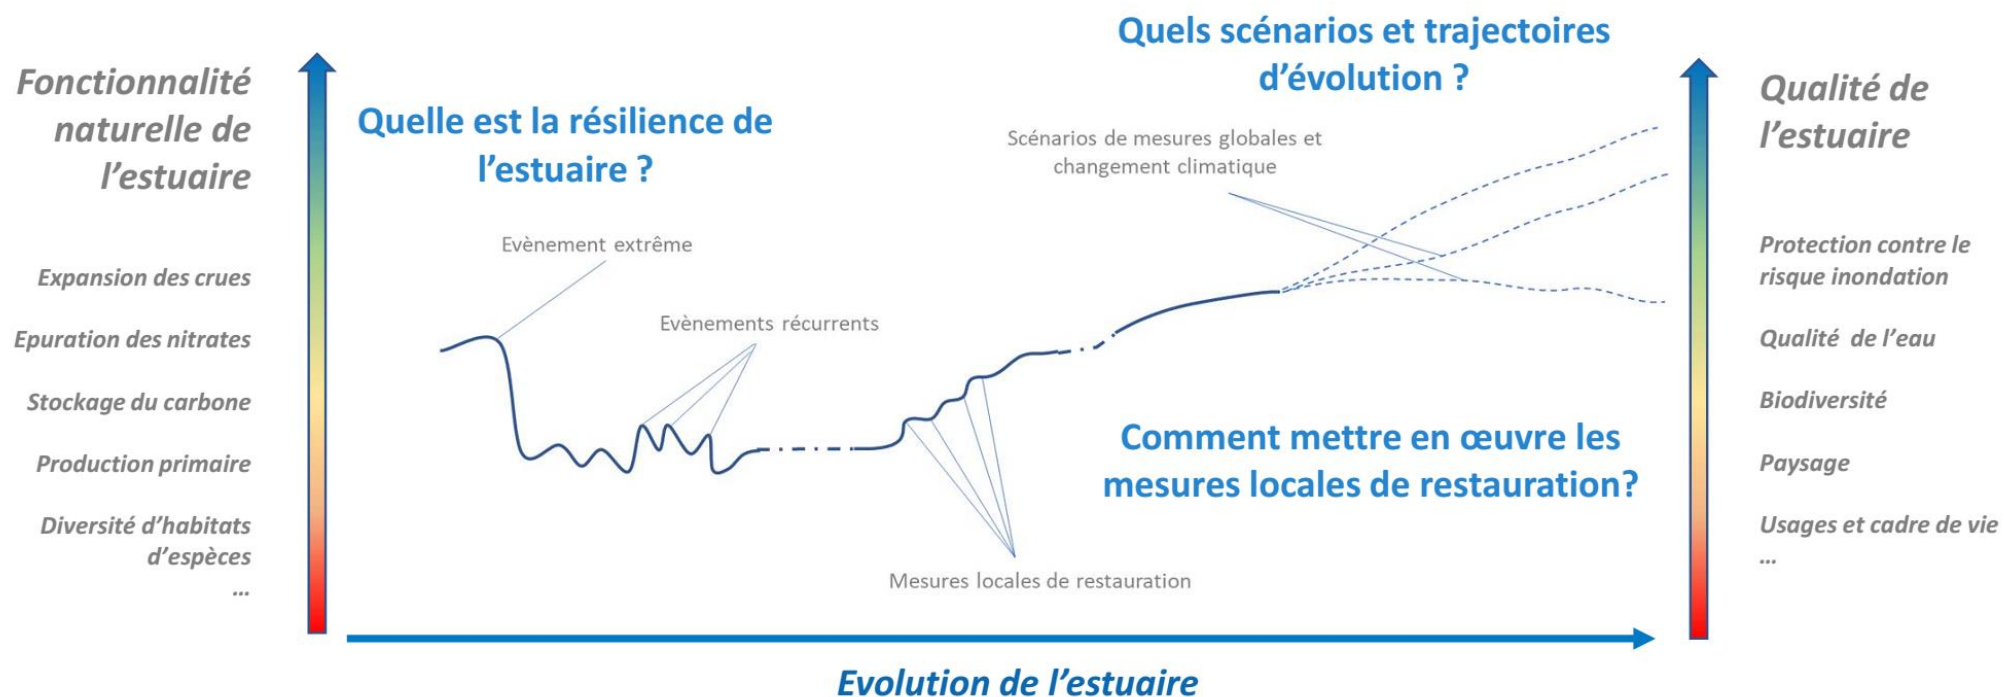 Fonctionnalité
naturelle de
l’estuaire
Expansion des crues
Epuration des nitrates
Stockage du carbone
Production primaire
Diversité d’habitats
d’espèces
...
Quelle est la résilience de
l’estuaire ?
Evènement extrême
Evènements récurrents
Quels scénarios et trajectoires
d’évolution ?
Scénarios de mesures globales et
changement climatique
Comment mettre en œuvre les
mesures locales de restauration?
Mesures locales de restauration
Evolution de l’estuaire
Qualité de
l’estuaire
Protection contre le
risque inondation
Qualité  de l’eau
Biodiversité
Paysage
Usages et cadre de vie
...